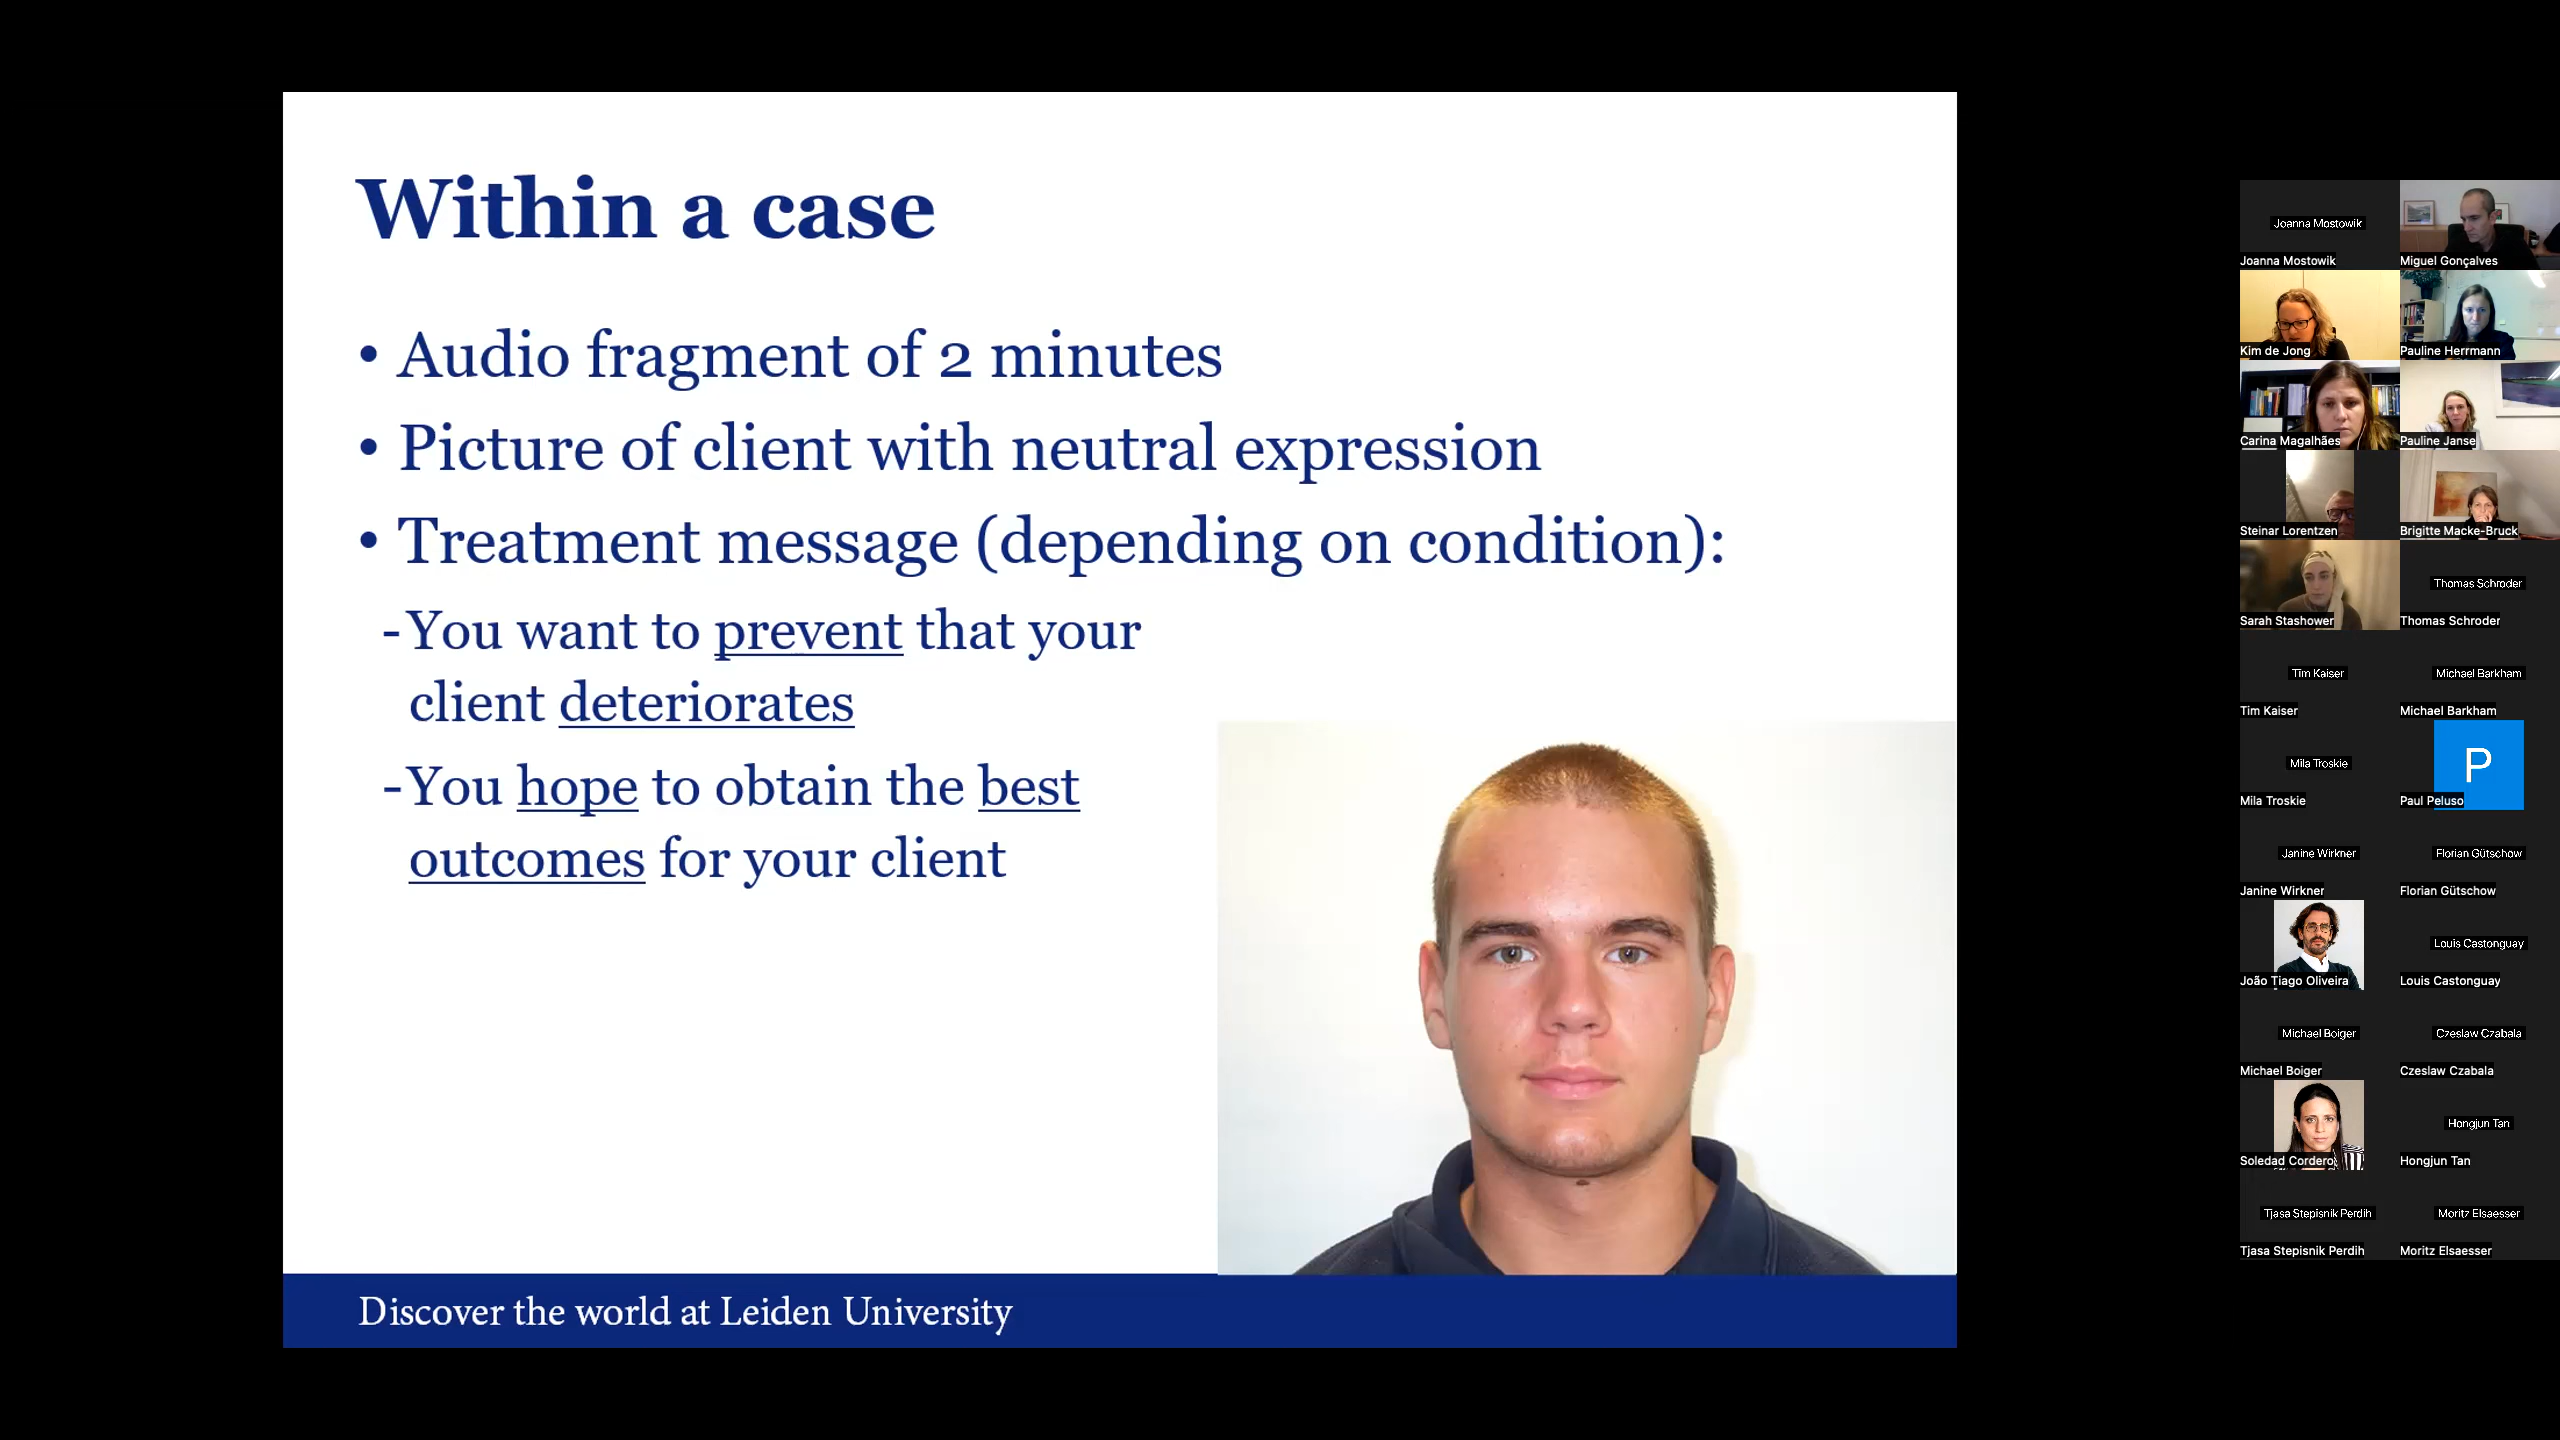 Within a case
• Audio fragment of 2 minutes
• Picture of client with neutral expression
• Treatment message (depending on condition):
-You want to prevent that your
client deteriorates
-You hope to obtain the best
outcomes for your client
Discover the world at Leiden University
Joanna Mostowik
Joanna Mostowik
Miguel Gonçalves
Kim de Jong
Pauline Herrmann
Carina Magalhães
Pauline Janse
Steinar Lorentzen
Brigitte Macke-Bruck
Sarah Stashower
Thomas Schroder
Thomas Schroder
Tim Kaiser
Tim Kaiser
Michael Barkham
Michael Barkham
Mila Troskie
Mila Troskie
P
Paul Peluso
Janine Wirkner
Janine Wirkner
Florian Gütschow
Florian Gütschow
João Tiago Oliveira
Louis Castonguay
Louis Castonguay
Michael Boiger
Michael Boiger
Czeslaw Czabala
Czeslaw Czabala
Soledad Cordero
Hongjun Tan
Hongjun Tan
Tjasa Stepisnik Perdih
Tjasa Stepisnik Perdih
Moritz Elsaesser
Moritz Elsaesser